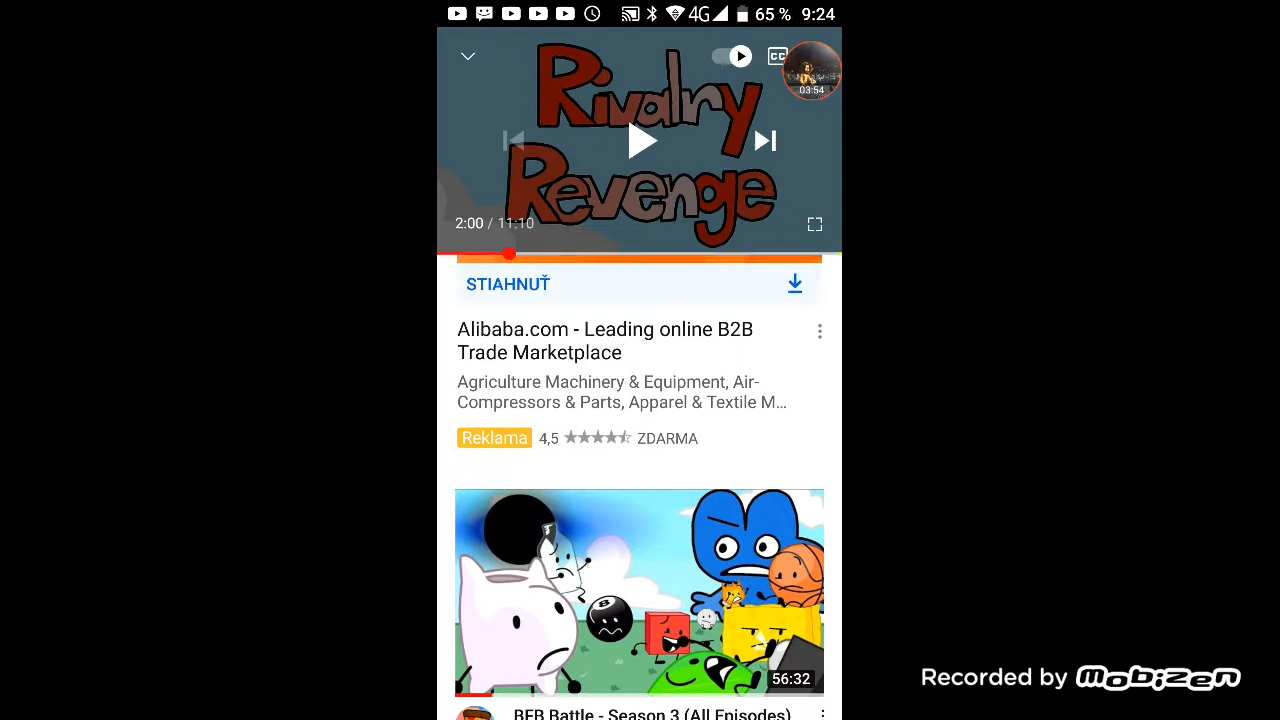 4G 65 % 9:24
Rivalry
Revenge
CC
03:54
2:00 / 11:10
STIAHNUŤ
Alibaba.com - Leading online B2B
Trade Marketplace
Agriculture Machinery & Equipment, Air-
Compressors & Parts, Apparel & Textile M...
Reklama 4,5 ZDARMA
8
56:32
BFB Battle - Season 3 (All Episodes)
Recorded by mobizen